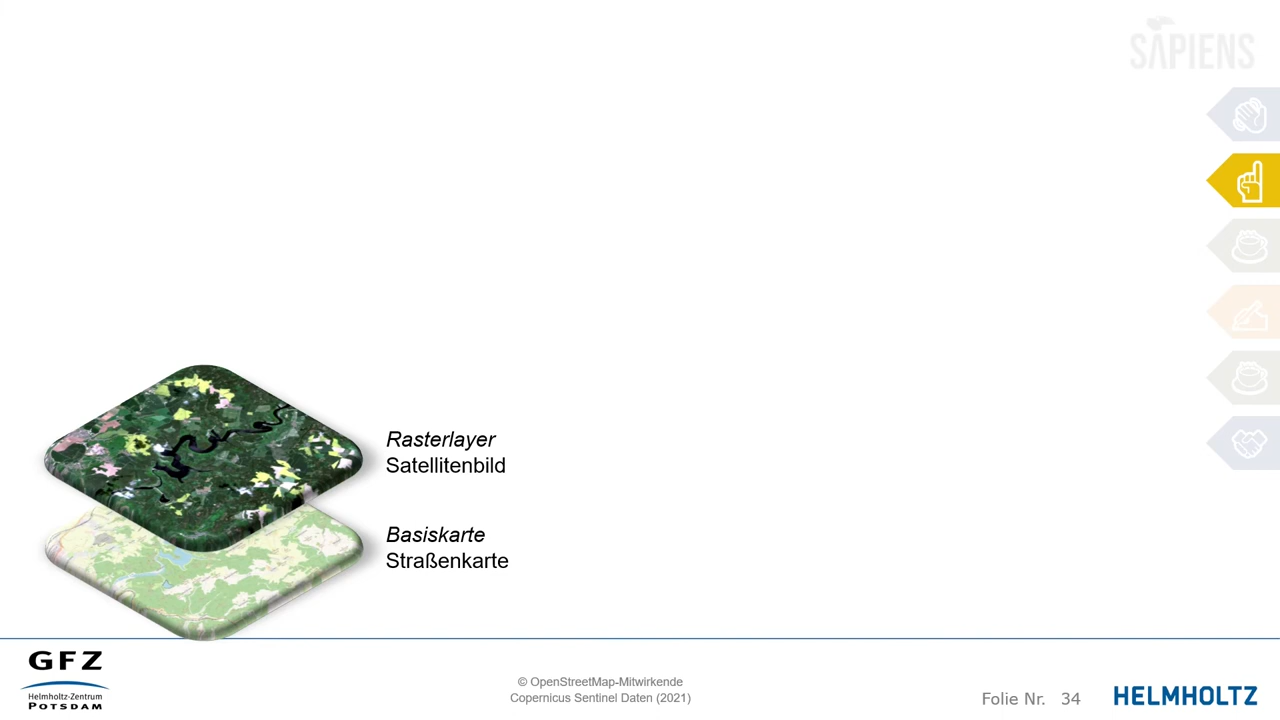 SAPIENS
Rasterlayer
Satellitenbild
Basiskarte
Straßenkarte
GFZ
Helmholtz-Zentrum
POTSDAM
© OpenStreetMap-Mitwirkende
Copernicus Sentinel Daten (2021)
Folie Nr. 34
HELMHOLTZ